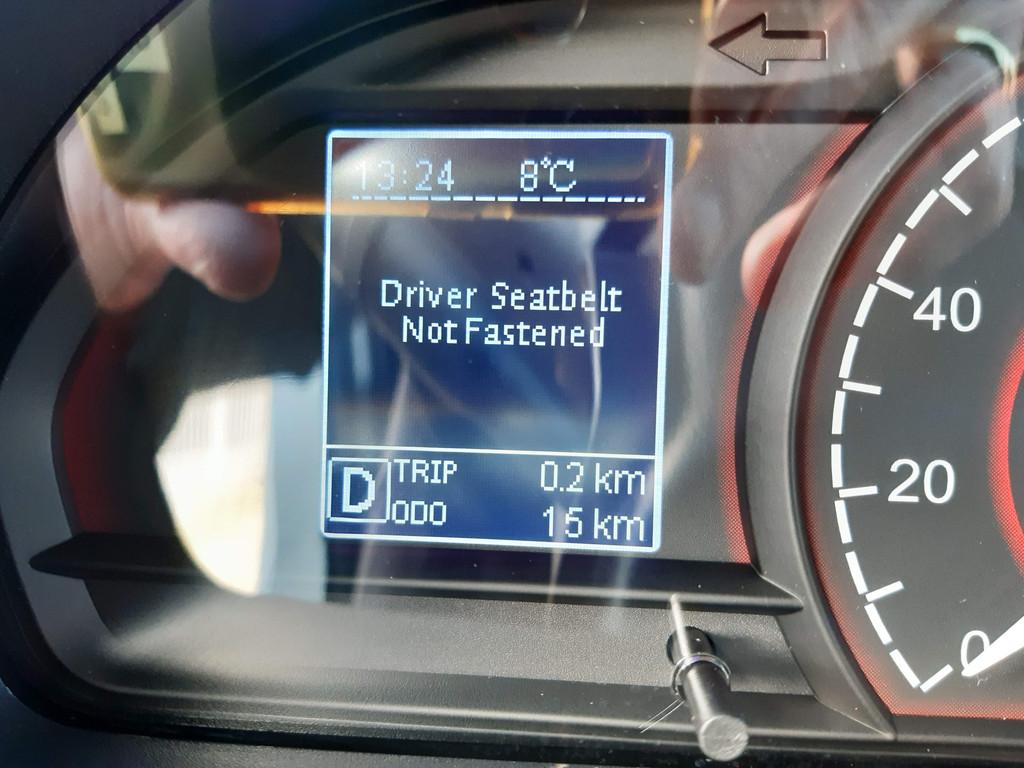 13:24 8°C
Driver Seatbelt
Not Fastened
D
TRIP 0.2 km
ODO 15 km
40
20
0